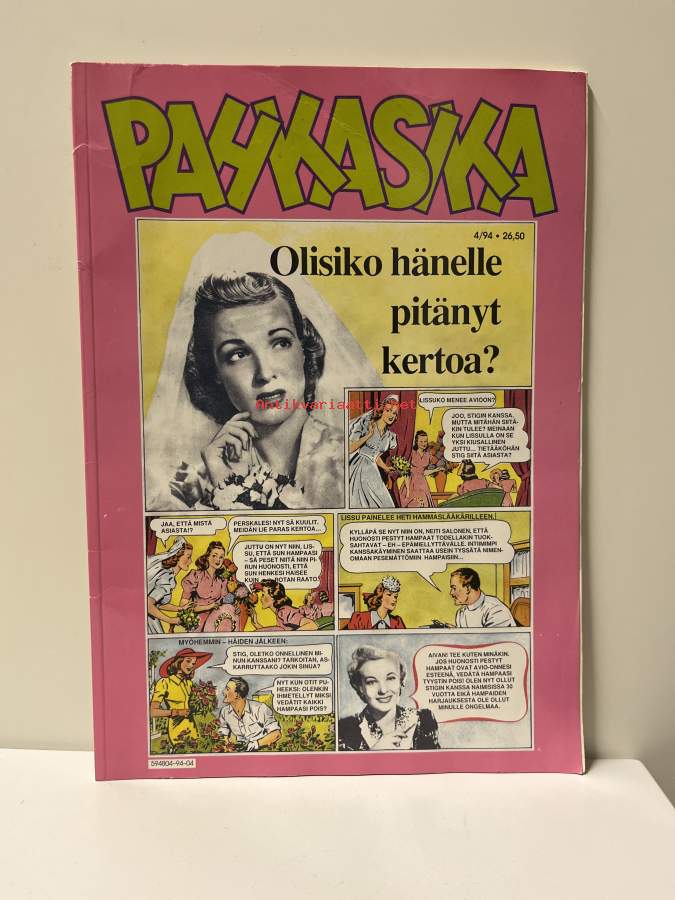 PAHKASIKA
4/94 • 26,50
Olisiko hänelle
pitänyt
kertoa?
Antikvariaatti.net
LISSUKO MENEE AVIOON?
JOO, STIGIN KANSSA,
MUTTA MITÄHÄN SIITÄ-
KIN TULEE? MEINAAN
KUN LISSULLA ON SE
YKSI KIUSALLINEN
JUTTU... TIETÄÄKÖHÄN
STIG SIITÄ ASIASTA?
JAA, ETTÄ MISTÄ
ASIASTA!?
PERSKALES! NYT SÄ KUULIT.
MEIDÄN LIE PARAS KERTOA...
JUTTU ON NYT NIIN, LIS-
SU, ETTÄ SUN HAMPAASI
– SÄ PESET NIITÄ NIIN PI-
RUN HUONOSTI, ETTÄ
SUN HENKESI HAISEE
KUIN
ROTAN RAATO!
LISSU PAINELEE HETI HAMMASLÄÄKÄRILLEEN.
KYLLÄPÄ SE NYT NIIN ON, NEITI SALONEN, ETTÄ
HUONOSTI PESTYT HAMPAAT TODELLAKIN TUOK-
SAHTAVAT – EH – EPÄMIELLYTTÄVÄLLE. INTIIMIMPI
KANSSAKÄYMINEN SAATTAA USEIN TYSSÄTÄ NIMEN-
OMAAN PESEMÄTTÖMIIN HAMPAISIIN...
MYÖHEMMIN – HÄIDEN JÄLKEEN:
STIG, OLETKO ONNELLINEN MI-
NUN KANSSANI? TARKOITAN, AS-
KARRUTTAAKO JOKIN SINUA?
NYT KUN OTIT PU-
HEEKSI: OLENKIN
IHMETELLYT MIKSI
VEDÄTIT KAIKKI
HAMPAASI POIS?
AIVAN! TEE KUTEN MINÄKIN.
JOS HUONOSTI PESTYT
HAMPAAT OVAT AVIO-ONNESI
ESTEENÄ, VEDÄTÄ HAMPAASI
TYYSTIN POIS! OLEN NYT OLLUT
STIGIN KANSSA NAIMISISSA 30
VUOTTA EIKÄ HAMPAIDEN
HARJAUKSESTA OLE OLLUT
MINULLE ONGELMAA.
594804-94-04